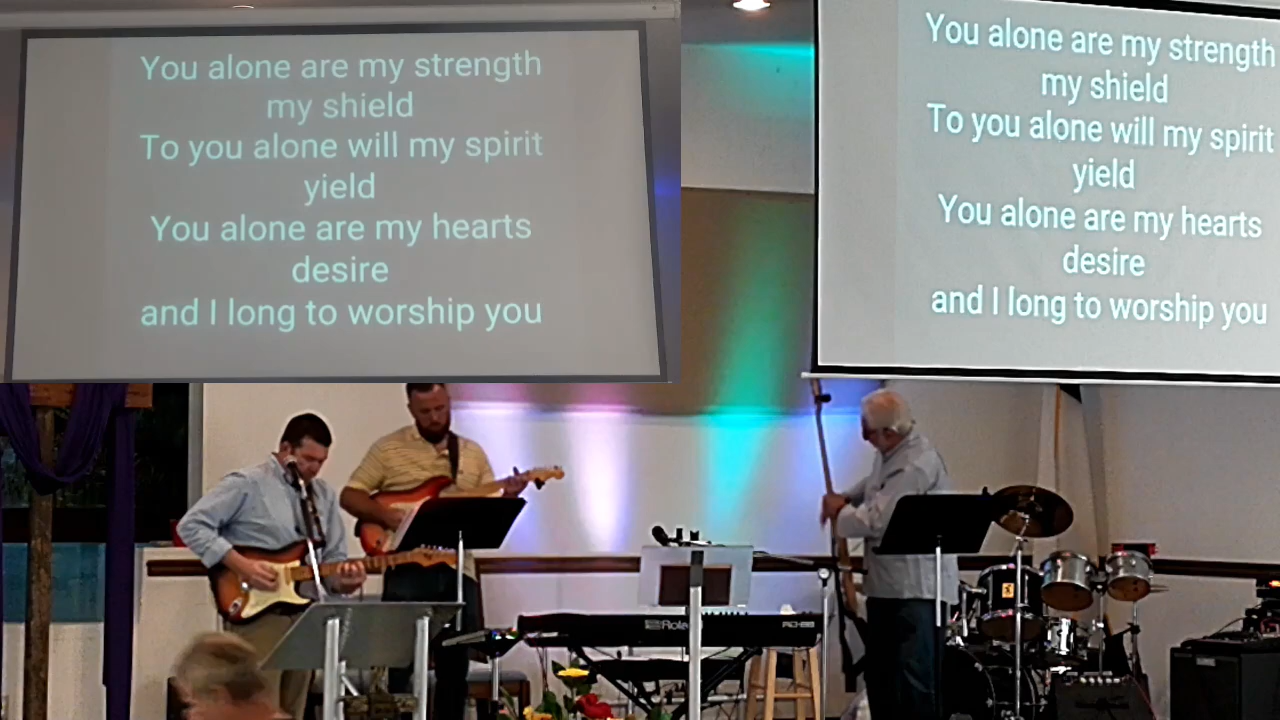 You alone are my strength
my shield
To you alone will my spirit
yield
You alone are my hearts
desire
and I long to worship you
You alone are my strength
my shield
To you alone will my spirit
yield
You alone are my hearts
desire
and I long to worship you
Roland